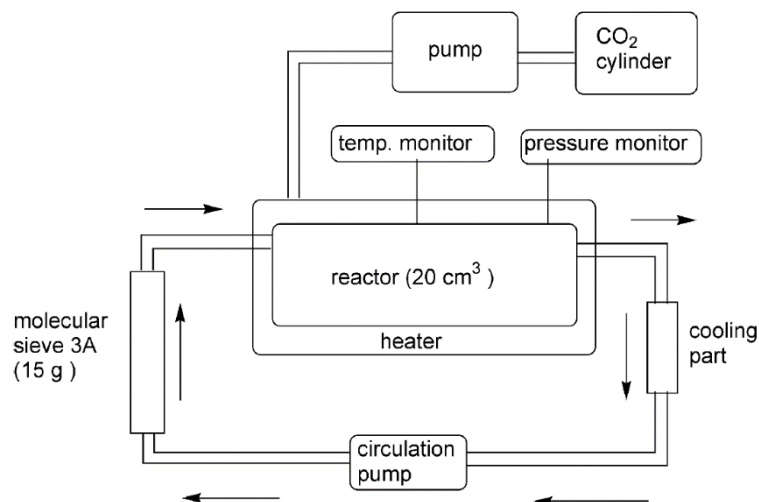 pump
CO2
cylinder
temp. monitor
pressure monitor
reactor (20 cm3 )
heater
molecular
sieve 3A
(15 g )
cooling
part
circulation
pump